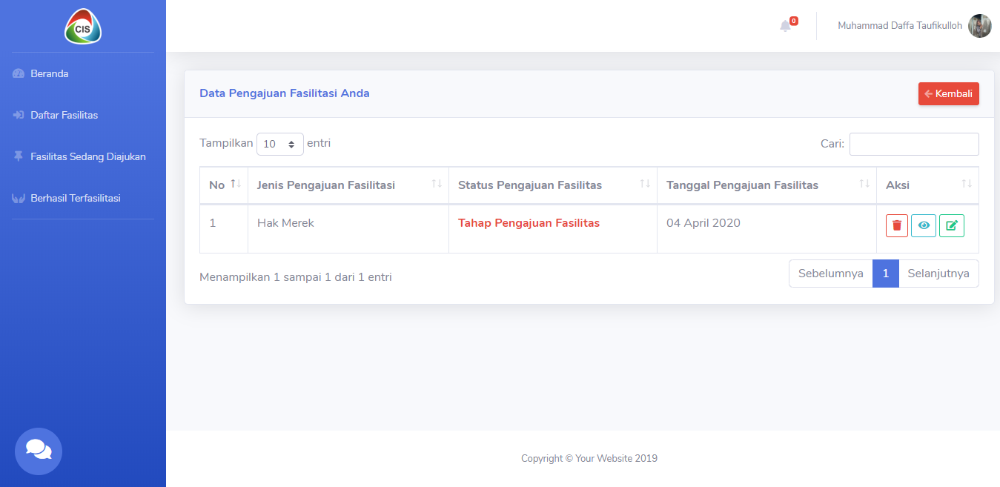 CIS
0
Muhammad Daffa Taufikulloh
Beranda
Daftar Fasilitas
Fasilitas Sedang Diajukan
Berhasil Terfasilitasi
Data Pengajuan Fasilitasi Anda
Kembali
Tampilkan 10 entri
Cari:
No Jenis Pengajuan Fasilitasi Status Pengajuan Fasilitas Tanggal Pengajuan Fasilitas Aksi
1 Hak Merek Tahap Pengajuan Fasilitas 04 April 2020
Menampilkan 1 sampai 1 dari 1 entri
Sebelumnya 1 Selanjutnya
Copyright © Your Website 2019